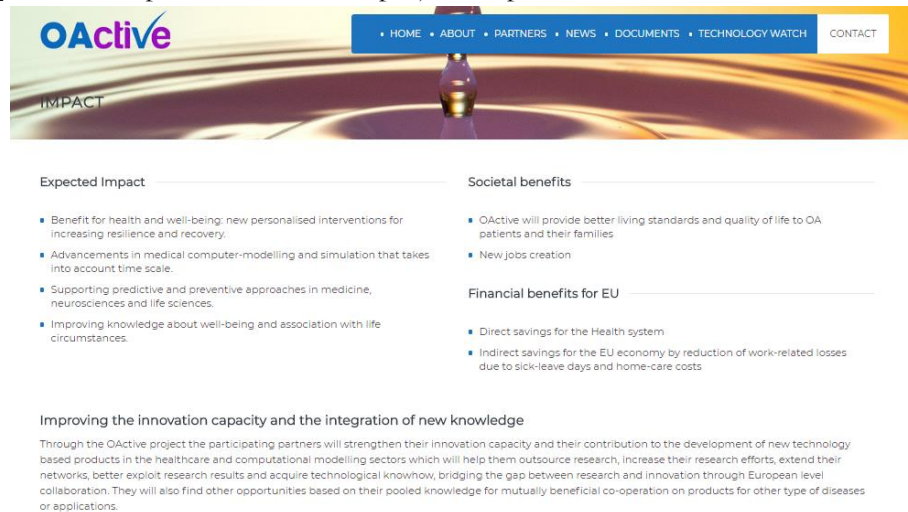 OActive
• HOME • ABOUT • PARTNERS • NEWS • DOCUMENTS • TECHNOLOGY WATCH CONTACT
IMPACT
Expected Impact
Benefit for health and well-being: new personalised interventions for
increasing resilience and recovery.
Advancements in medical computer-modelling and simulation that takes
into account time scale.
Supporting predictive and preventive approaches in medicine,
neurosciences and life sciences.
Improving knowledge about well-being and association with life
circumstances.
Societal benefits
OActive will provide better living standards and quality of life to OA
patients and their families
New jobs creation
Financial benefits for EU
Direct savings for the Health system
Indirect savings for the EU economy by reduction of work-related losses
due to sick-leave days and home-care costs
Improving the innovation capacity and the integration of new knowledge
Through the OActive project the participating partners will strengthen their innovation capacity and their contribution to the development of new technology
based products in the healthcare and computational modelling sectors which will help them outsource research, increase their research efforts, extend their
networks, better exploit research results and acquire technological knowhow, bridging the gap between research and innovation through European level
collaboration. They will also find other opportunities based on their pooled knowledge for mutually beneficial co-operation on products for other type of diseases
or applications.